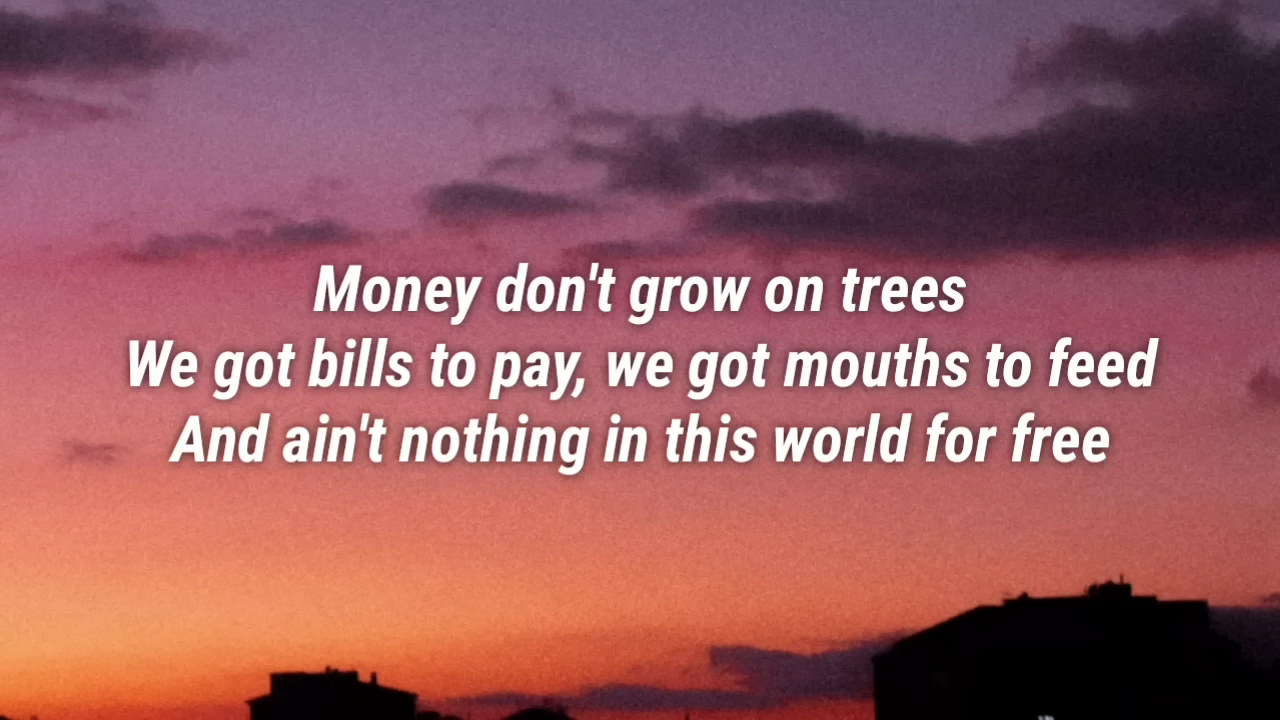 Money don't grow on trees
We got bills to pay, we got mouths to feed
And ain't nothing in this world for free